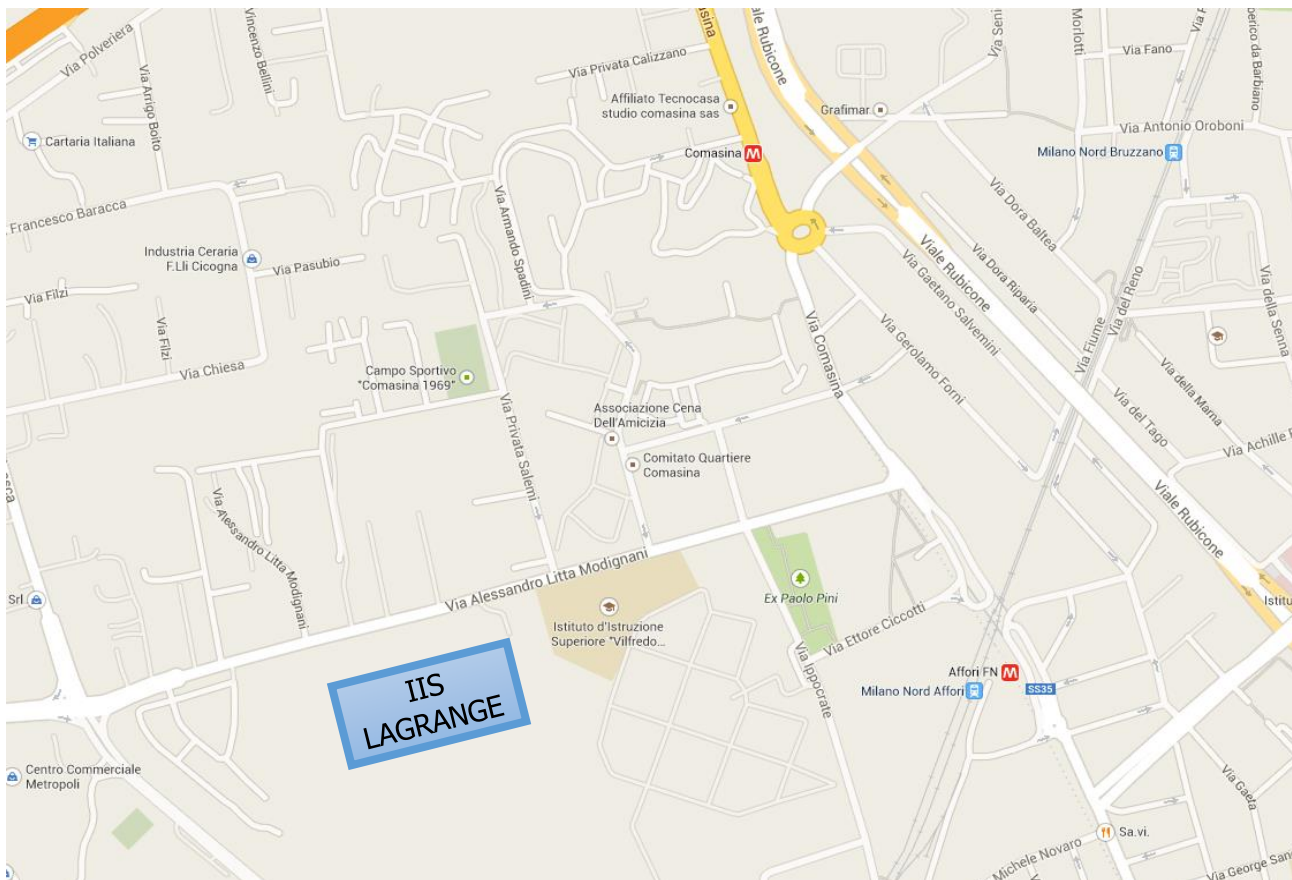 Via Polveriera
Via Arrigo Boito
Vincenzo Bellini
Cartaria Italiana
Francesco Baracca
Industria Ceraria
F.Lli Cicogna
Via Pasubio
Via Filzi
Via Filzi
Via Chiesa
Via Privata Calizzano
Affiliato Tecnocasa
studio comasina sas
Comasina M
Viale Rubicone
Grafimar
Morlotti
Via Fano
Via Antonio Oroboni
Milano Nord Bruzzano
Via Armando Spadini
Campo Sportivo
"Comasina 1969"
Via Privata Salemi
Associazione Cena
Dell'Amicizia
Comitato Quartiere
Comasina
Via Comasina
Via Gerolamo Forni
Via Gaetano Salvemini
Viale Rubicone
Via Dora Riparia
Via Dora Baltea
Via Fiume
Via del Reno
Via della Senna
Via della Marna
Via del Tago
Via Achille
Viale Rubicone
Via Alessandro Litta Modignani
Via Alessandro Litta Modignani
Srl
Istituto d'Istruzione
Superiore "Vilfredo...
Ex Paolo Pini
Via Ettore Ciccotti
Via Ippocrate
Affori FN M
Milano Nord Affori
SS35
IIS
LAGRANGE
Centro Commerciale
Metropoli
Via Gaeta
Sa.vi.
Michele Novaro
Via George